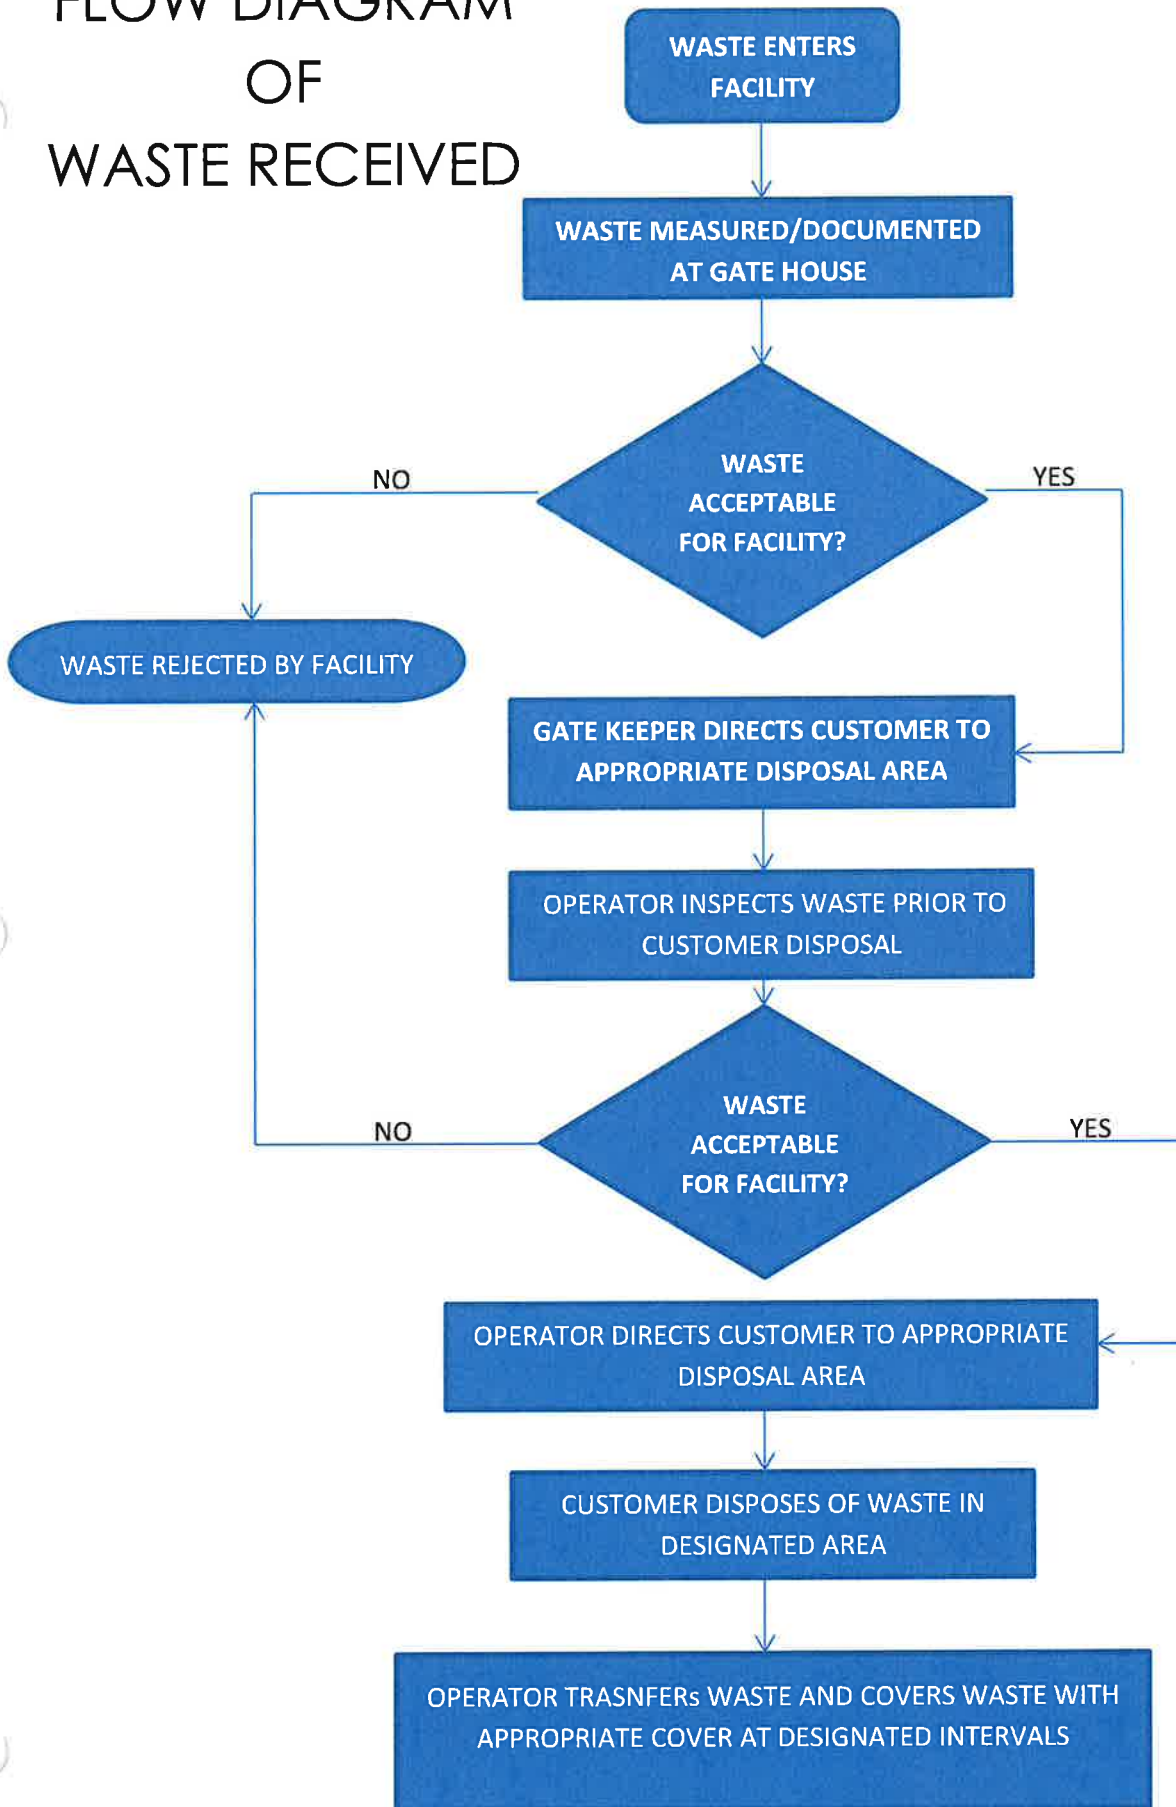 FLOW DIAGRAM
OF
WASTE RECEIVED
WASTE ENTERS
FACILITY
WASTE MEASURED/DOCUMENTED
AT GATE HOUSE
WASTE
ACCEPTABLE
FOR FACILITY?
NO
YES
WASTE REJECTED BY FACILITY
GATE KEEPER DIRECTS CUSTOMER TO
APPROPRIATE DISPOSAL AREA
OPERATOR INSPECTS WASTE PRIOR TO
CUSTOMER DISPOSAL
WASTE
ACCEPTABLE
FOR FACILITY?
NO
YES
OPERATOR DIRECTS CUSTOMER TO APPROPRIATE
DISPOSAL AREA
CUSTOMER DISPOSES OF WASTE IN
DESIGNATED AREA
OPERATOR TRASNFERs WASTE AND COVERS WASTE WITH
APPROPRIATE COVER AT DESIGNATED INTERVALS